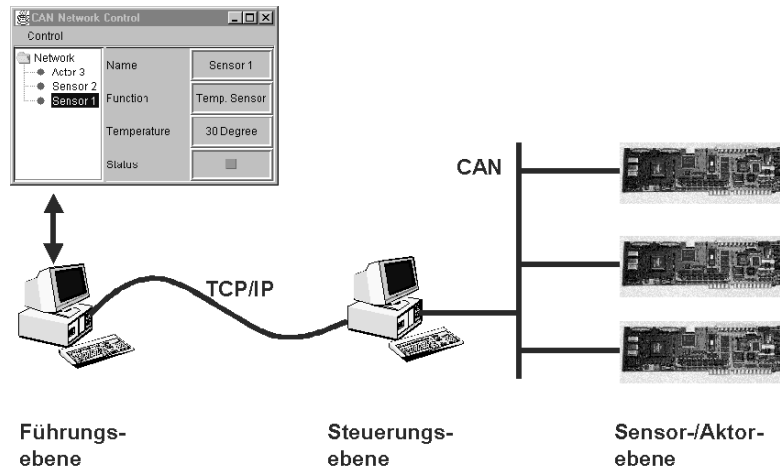 CAN Network Control
Control
Network
Actor 3
Sensor 2
Sensor 1
Name
Sensor 1
Function
Temp. Sensor
Temperature
30 Degree
Status
CAN
TCP/IP
Führungs-
ebene
Steuerungs-
ebene
Sensor-/Aktor-
ebene